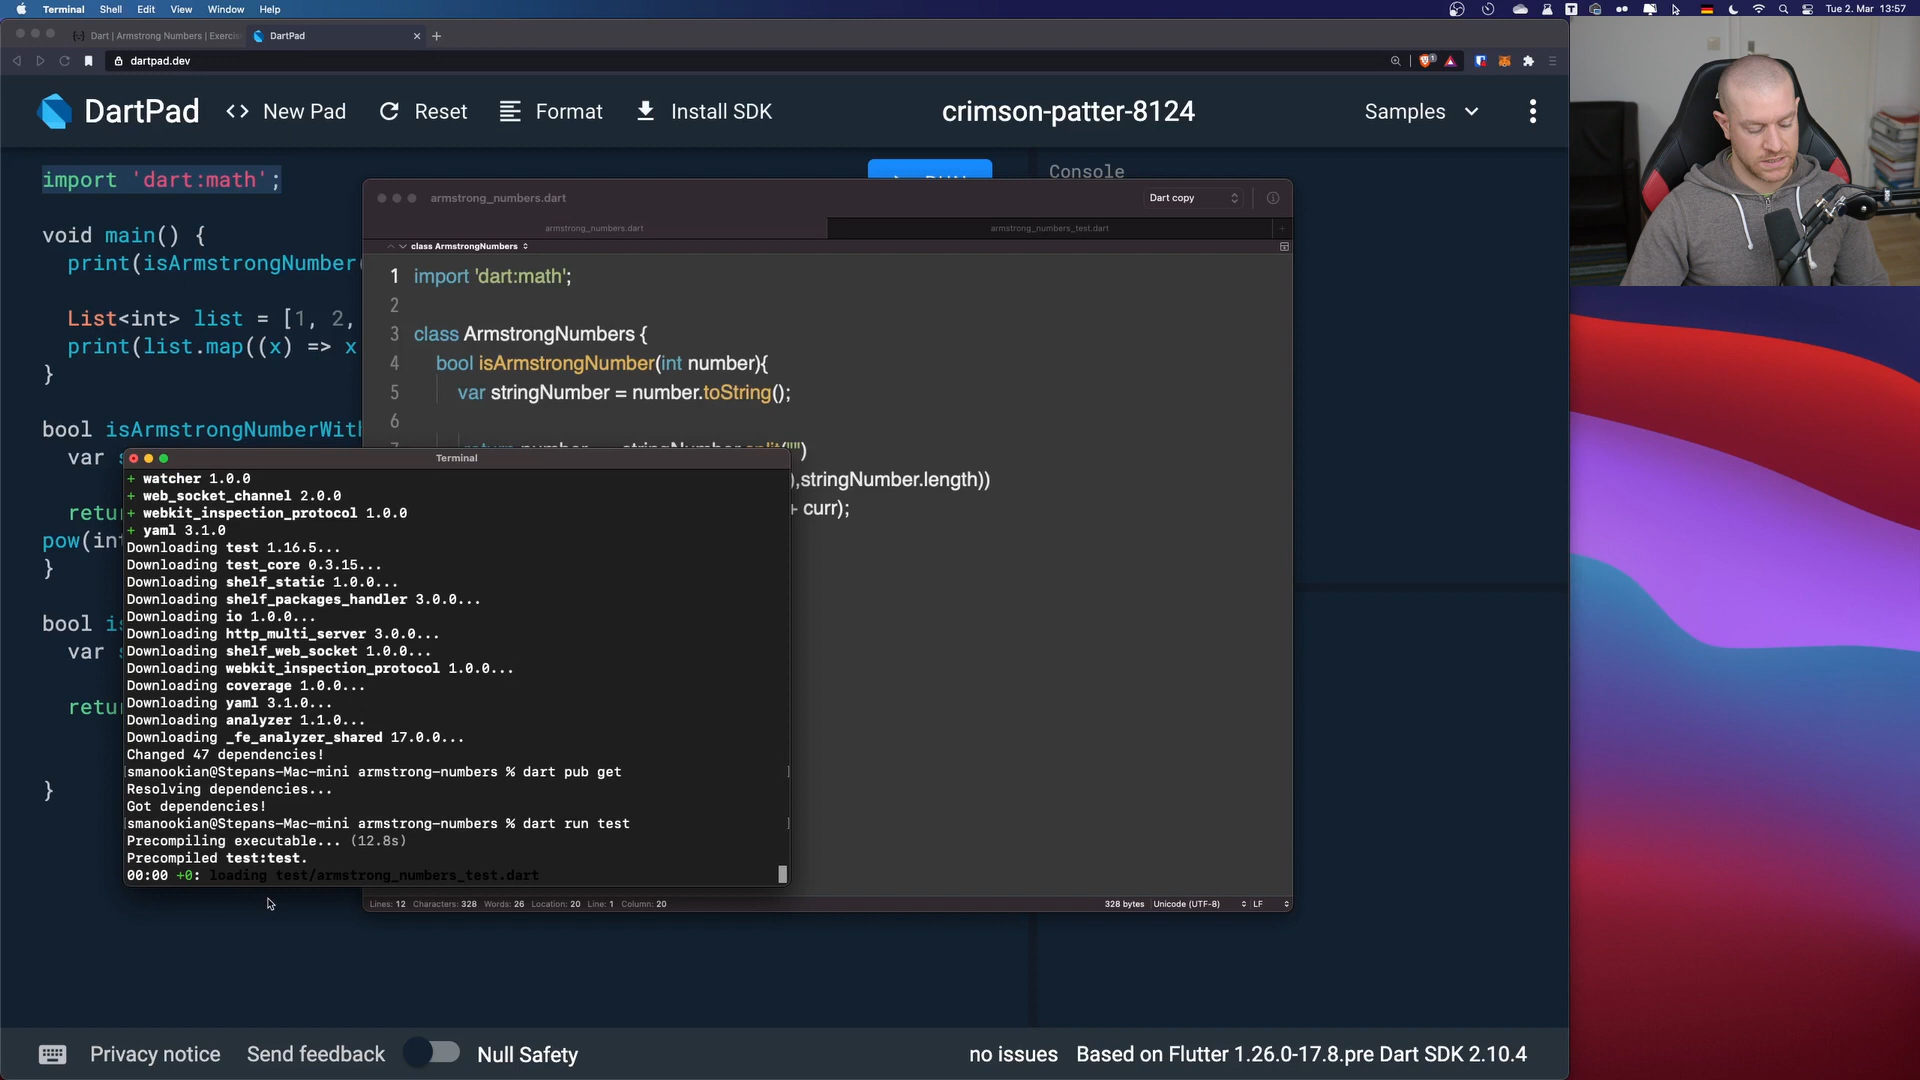 Terminal Shell Edit View Window Help
Tue 2. Mar 13:57
Dart | Armstrong Numbers | Exercis
DartPad
dartpad.dev
DartPad
New Pad
Reset
Format
Install SDK
crimson-patter-8124
Samples
import 'dart:math';
void main() {
print(isArmstrongNumber(
List<int> list = [1, 2,
print(list.map((x) => x
}
bool isArmstrongNumberWith
var
retur
pow(int
}
bool is
var
retur
}
Console
armstrong_numbers.dart
Dart copy
armstrong_numbers.dart
armstrong_numbers_test.dart
class ArmstrongNumbers
1 import 'dart:math';
2
3 class ArmstrongNumbers {
4 bool isArmstrongNumber(int number){
5 var stringNumber = number.toString();
6
),stringNumber.length))
+ curr);
Lines: 12 Characters: 328 Words: 26 Location: 20 Line: 1 Column: 20
328 bytes Unicode (UTF-8) LF
Terminal
+ watcher 1.0.0
+ web_socket_channel 2.0.0
+ webkit_inspection_protocol 1.0.0
+ yaml 3.1.0
Downloading test 1.16.5...
Downloading test_core 0.3.15...
Downloading shelf_static 1.0.0...
Downloading shelf_packages_handler 3.0.0...
Downloading io 1.0.0...
Downloading http_multi_server 3.0.0...
Downloading shelf_web_socket 1.0.0...
Downloading webkit_inspection_protocol 1.0.0...
Downloading coverage 1.0.0...
Downloading yaml 3.1.0...
Downloading analyzer 1.1.0...
Downloading _fe_analyzer_shared 17.0.0...
Changed 47 dependencies!
[smanookian@Stepans-Mac-mini armstrong-numbers % dart pub get ]
Resolving dependencies...
Got dependencies!
[smanookian@Stepans-Mac-mini armstrong-numbers % dart run test ]
Precompiling executable... (12.8s)
Precompiled test:test.
00:00 +0: loading test/armstrong_numbers_test.dart
Privacy notice
Send feedback
Null Safety
no issues
Based on Flutter 1.26.0-17.8.pre Dart SDK 2.10.4